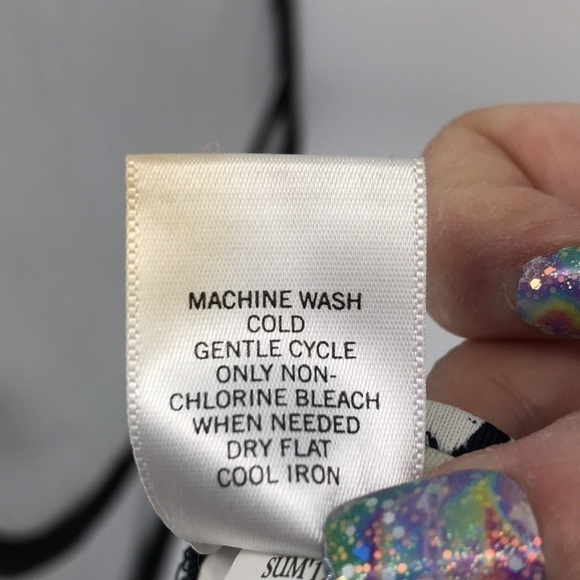 MACHINE WASH
COLD
GENTLE CYCLE
ONLY NON-
CHLORINE BLEACH
WHEN NEEDED
DRY FLAT
COOL IRON